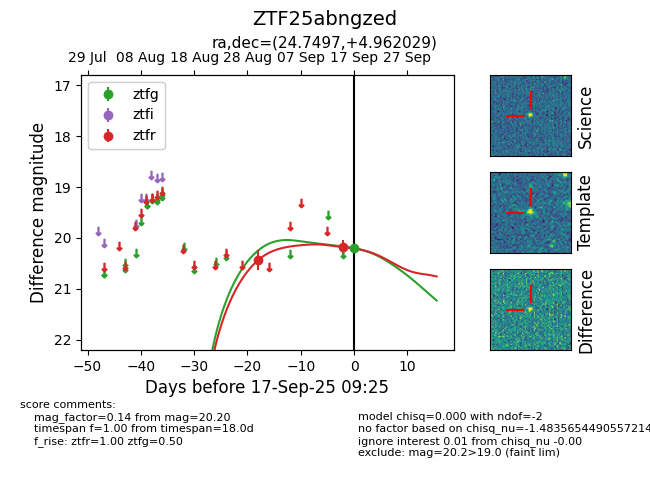 ZTF25abngzed
ra,dec=(24.7497,+4.962029)
29 Jul 08 Aug 18 Aug 28 Aug 07 Sep 17 Sep 27 Sep
ztfg
ztfi
ztfr
17
18
19
20
21
22
Difference magnitude
−50 −40 −30 −20 −10 0 10
Days before 17-Sep-25 09:25
Science
Template
Difference
score comments:
mag_factor=0.14 from mag=20.20
timespan f=1.00 from timespan=18.0d
f_rise: ztfr=1.00 ztfg=0.50
model chisq=0.000 with ndof=-2
no factor based on chisq_nu=-1.4835654490557214
ignore interest 0.01 from chisq_nu -0.00
exclude: mag=20.2>19.0 (faint lim)